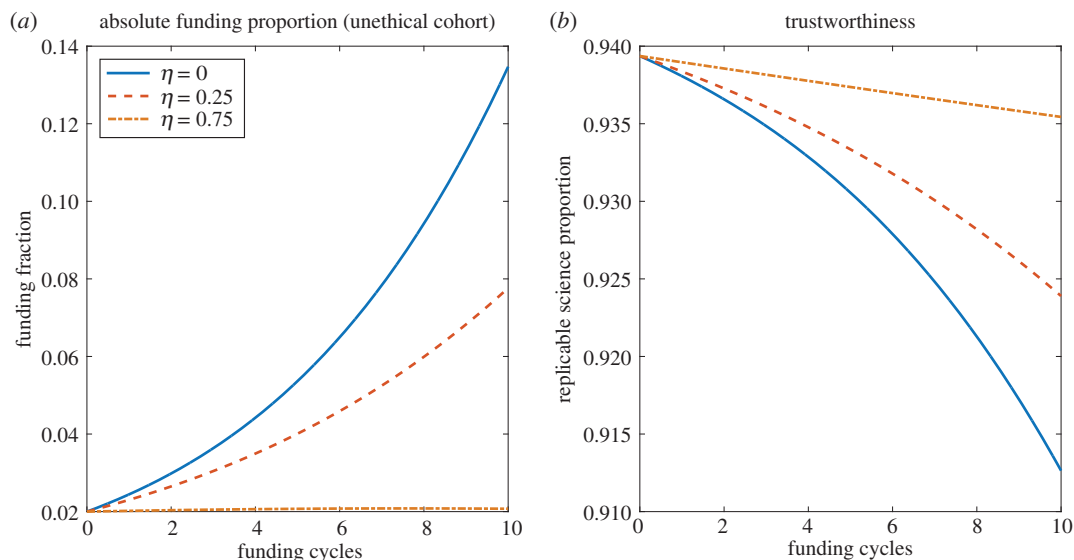 (a) absolute funding proportion (unethical cohort)
0.14
0.12
0.10
0.08
0.06
0.04
0.02
funding fraction
η = 0
η = 0.25
η = 0.75
0 2 4 6 8 10
funding cycles
(b) trustworthiness
0.940
0.935
0.930
0.925
0.920
0.915
0.910
replicable science proportion
0 2 4 6 8 10
funding cycles